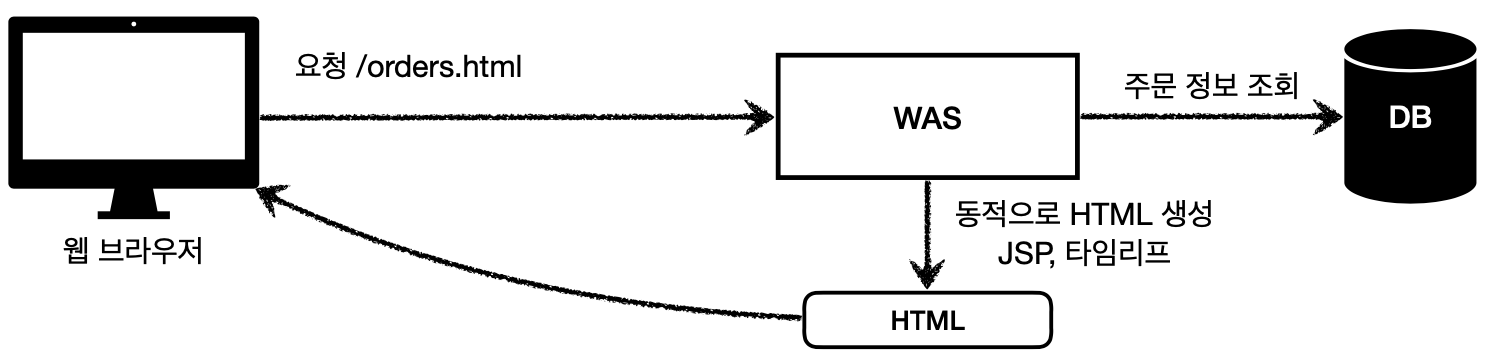 요청 /orders.html
WAS
주문 정보 조회
DB
웹 브라우저
동적으로 HTML 생성
JSP, 타임리프
HTML